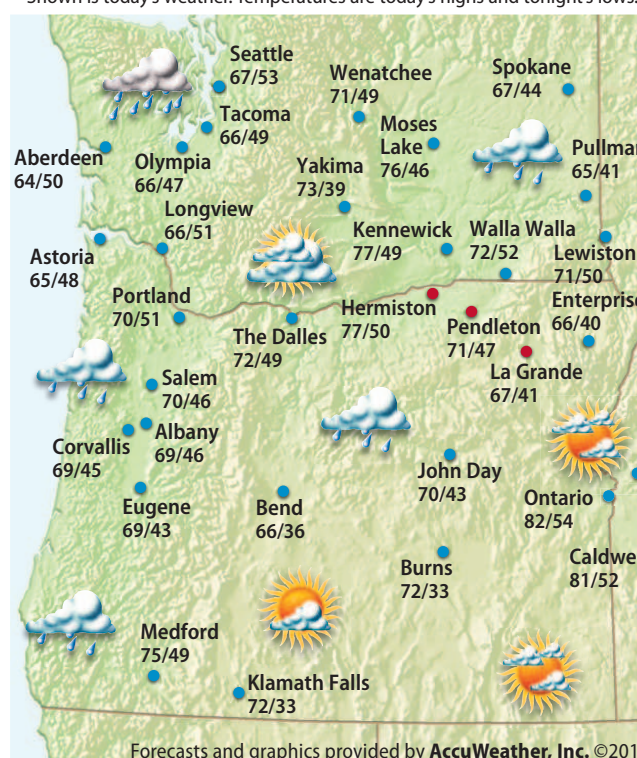 Shown is today's weather. Temperatures are today's highs and tonight's lows.
Seattle
67/53
Wenatchee
71/49
Spokane
67/44
Tacoma
66/49
Moses
Lake
76/46
Aberdeen
64/50
Olympia
66/47
Yakima
73/39
Pullman
65/41
Longview
66/51
Kennewick
77/49
Walla Walla
72/52
Lewiston
71/50
Astoria
65/48
Portland
70/51
The Dalles
72/49
Hermiston
77/50
Pendleton
71/47
Enterprise
66/40
La Grande
67/41
Salem
70/46
Albany
69/46
Corvallis
69/45
John Day
70/43
Eugene
69/43
Bend
66/36
Ontario
82/54
Burns
72/33
Caldwe
81/52
Medford
75/49
Klamath Falls
72/33
Forecasts and graphics provided by AccuWeather, Inc. ©201